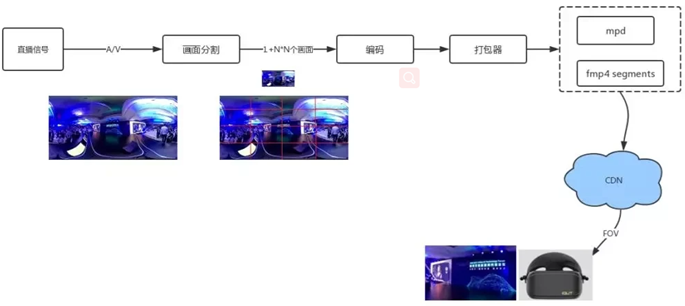 直播信号
A/V
画面分割
1+N*N个画面
编码
打包器
mpd
fmp4 segments
CDN
FOV